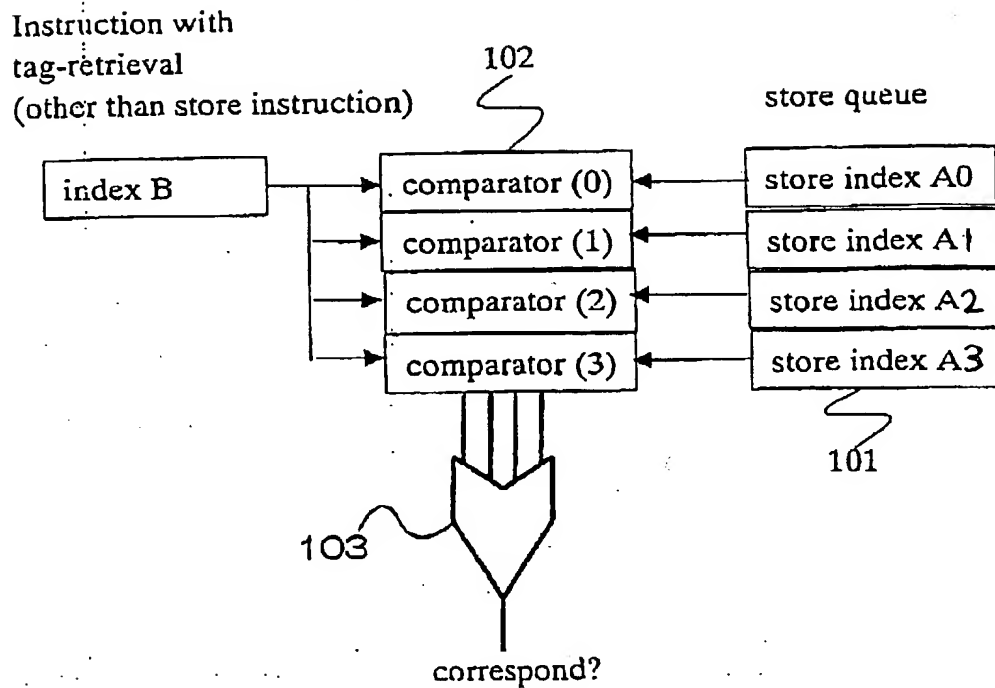 Instruction with
tag-retrieval
(other than store instruction)
102
store queue
index B
comparator (0)
store index A0
comparator (1)
store index A1
comparator (2)
store index A2
comparator (3)
store index A3
101
103
correspond?